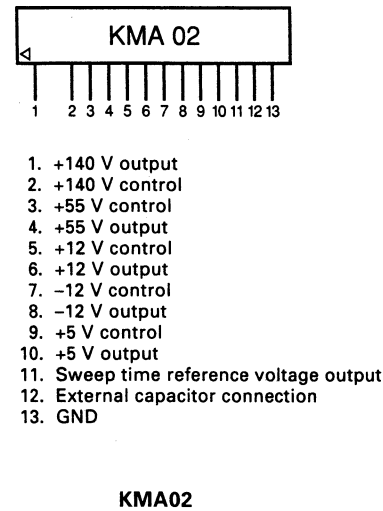 KMA 02
1 2 3 4 5 6 7 8 9 10 11 12 13
1. +140 V output
2. +140 V control
3. +55 V control
4. +55 V output
5. +12 V control
6. +12 V output
7. −12 V control
8. −12 V output
9. +5 V control
10. +5 V output
11. Sweep time reference voltage output
12. External capacitor connection
13. GND
KMA02